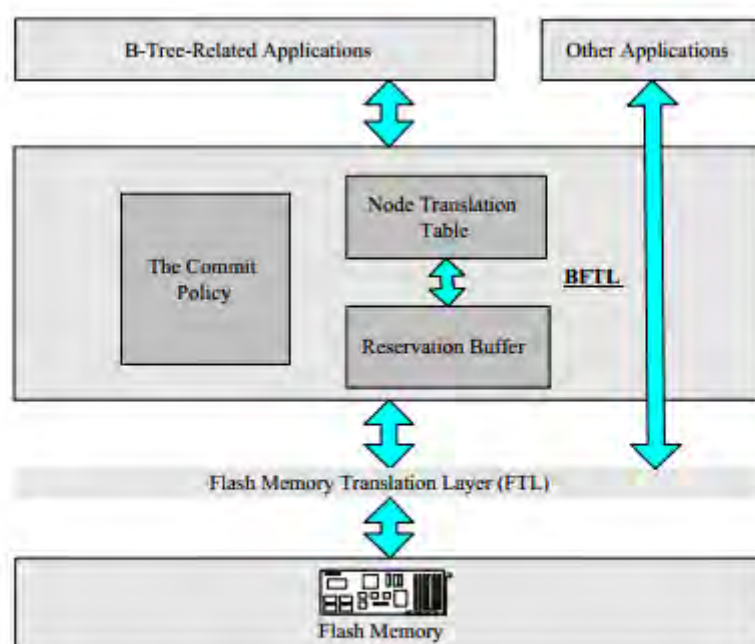 B-Tree-Related Applications
Other Applications
Node Translation
Table
The Commit
Policy
BFTL
Reservation Buffer
Flash Memory Translation Layer (FTL)
Flash Memory